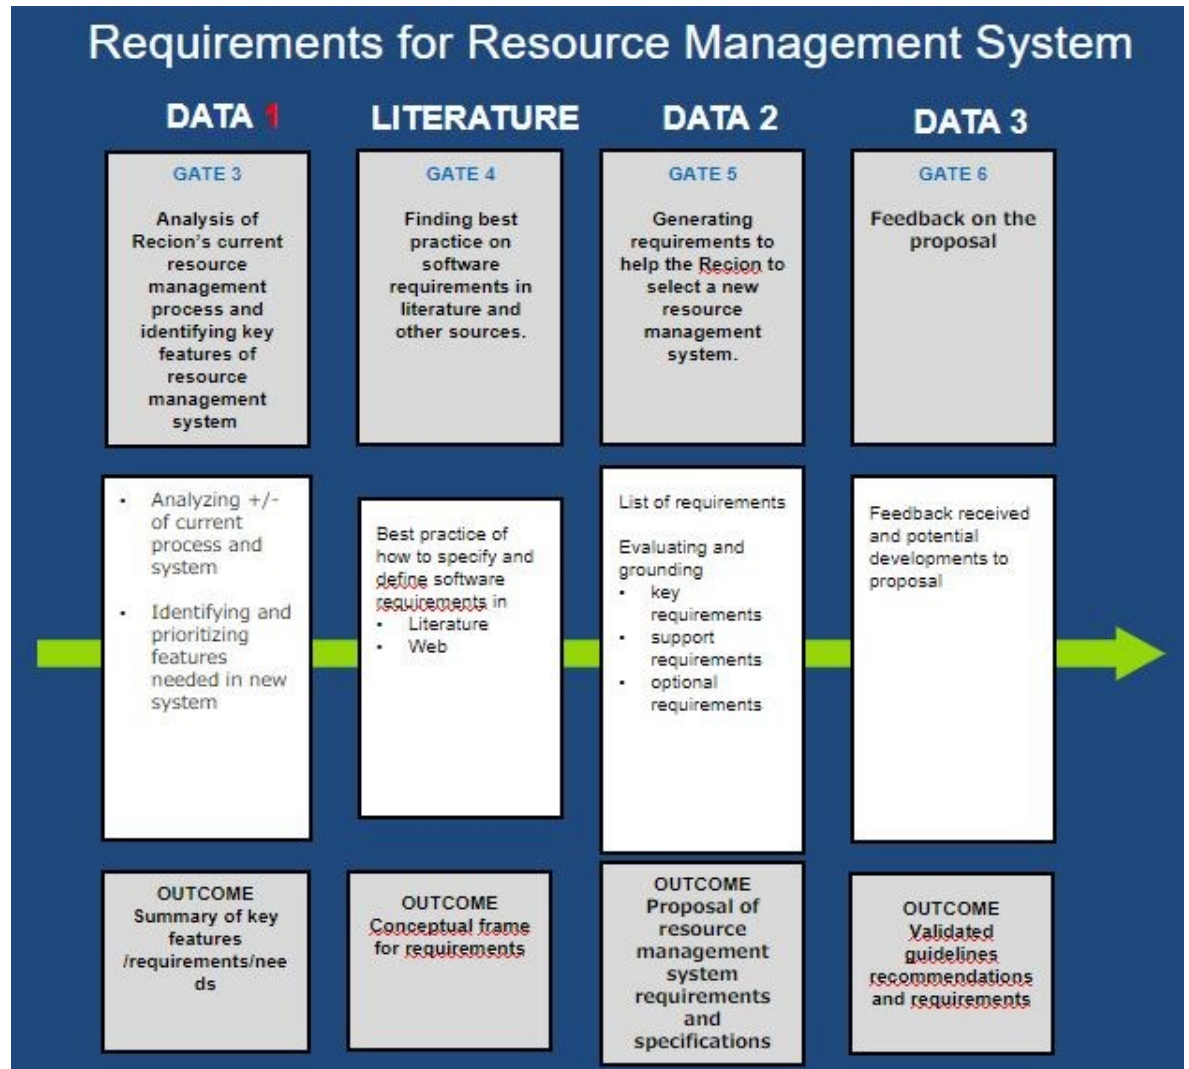 Requirements for Resource Management System
DATA 1
LITERATURE
DATA 2
DATA 3
GATE 3
Analysis of
Recion's current
resource
management
process and
identifying key
features of
resource
management
system
GATE 4
Finding best
practice on
software
requirements in
literature and
other sources.
GATE 5
Generating
requirements to
help the Recion to
select a new
resource
management
system.
GATE 6
Feedback on the
proposal
• Analyzing +/-
of current
process and
system
• Identifying and
prioritizing
features
needed in new
system
Best practice of
how to specify and
define software
requirements in
• Literature
• Web
List of requirements
Evaluating and
grounding
• key
requirements
• support
requirements
• optional
requirements
Feedback received
and potential
developments to
proposal
OUTCOME
Summary of key
features
/requirements/nee
ds
OUTCOME
Conceptual frame
for requirements
OUTCOME
Proposal of
resource
management
system
requirements
and
specifications
OUTCOME
Validated
guidelines
recommendations
and requirements